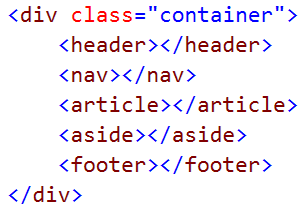 <div class="container">
    <header></header>
    <nav></nav>
    <article></article>
    <aside></aside>
    <footer></footer>
</div>